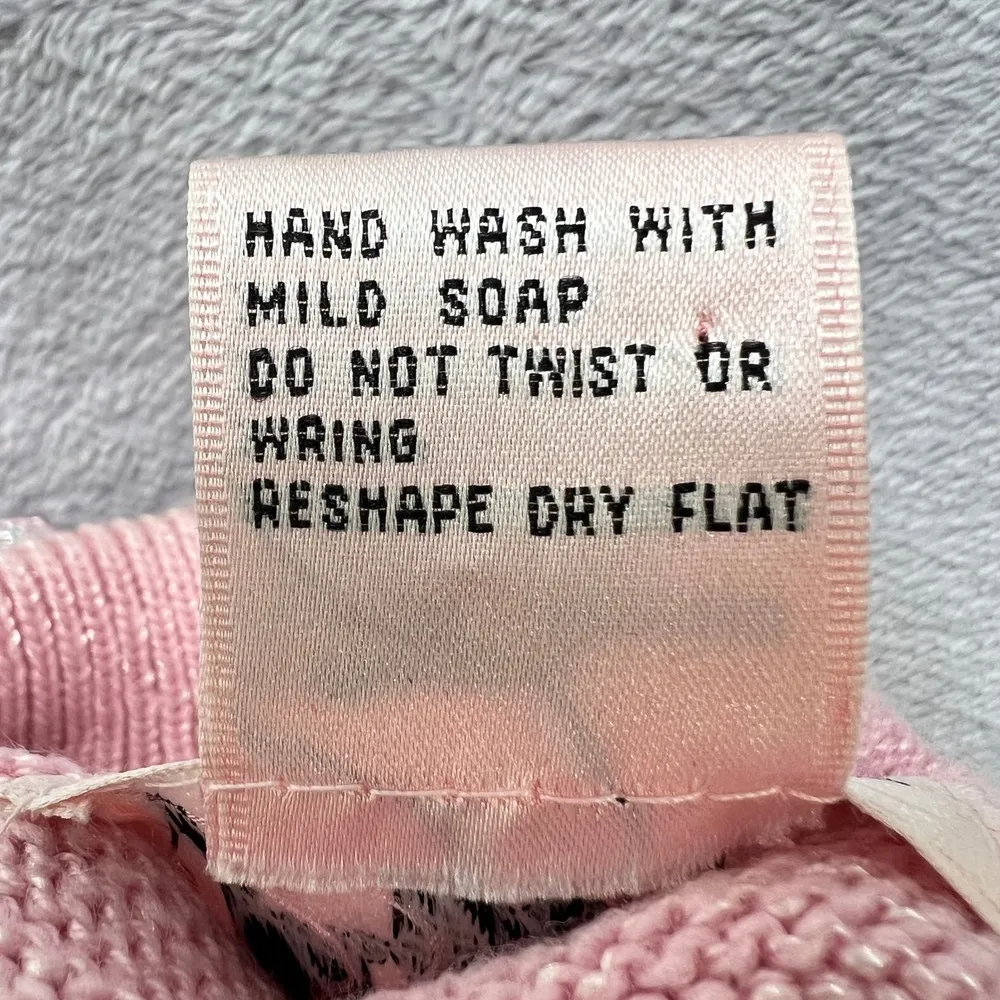 HAND WASH WITH
MILD SOAP
DO NOT TWIST OR
WRING
RESHAPE DRY FLAT